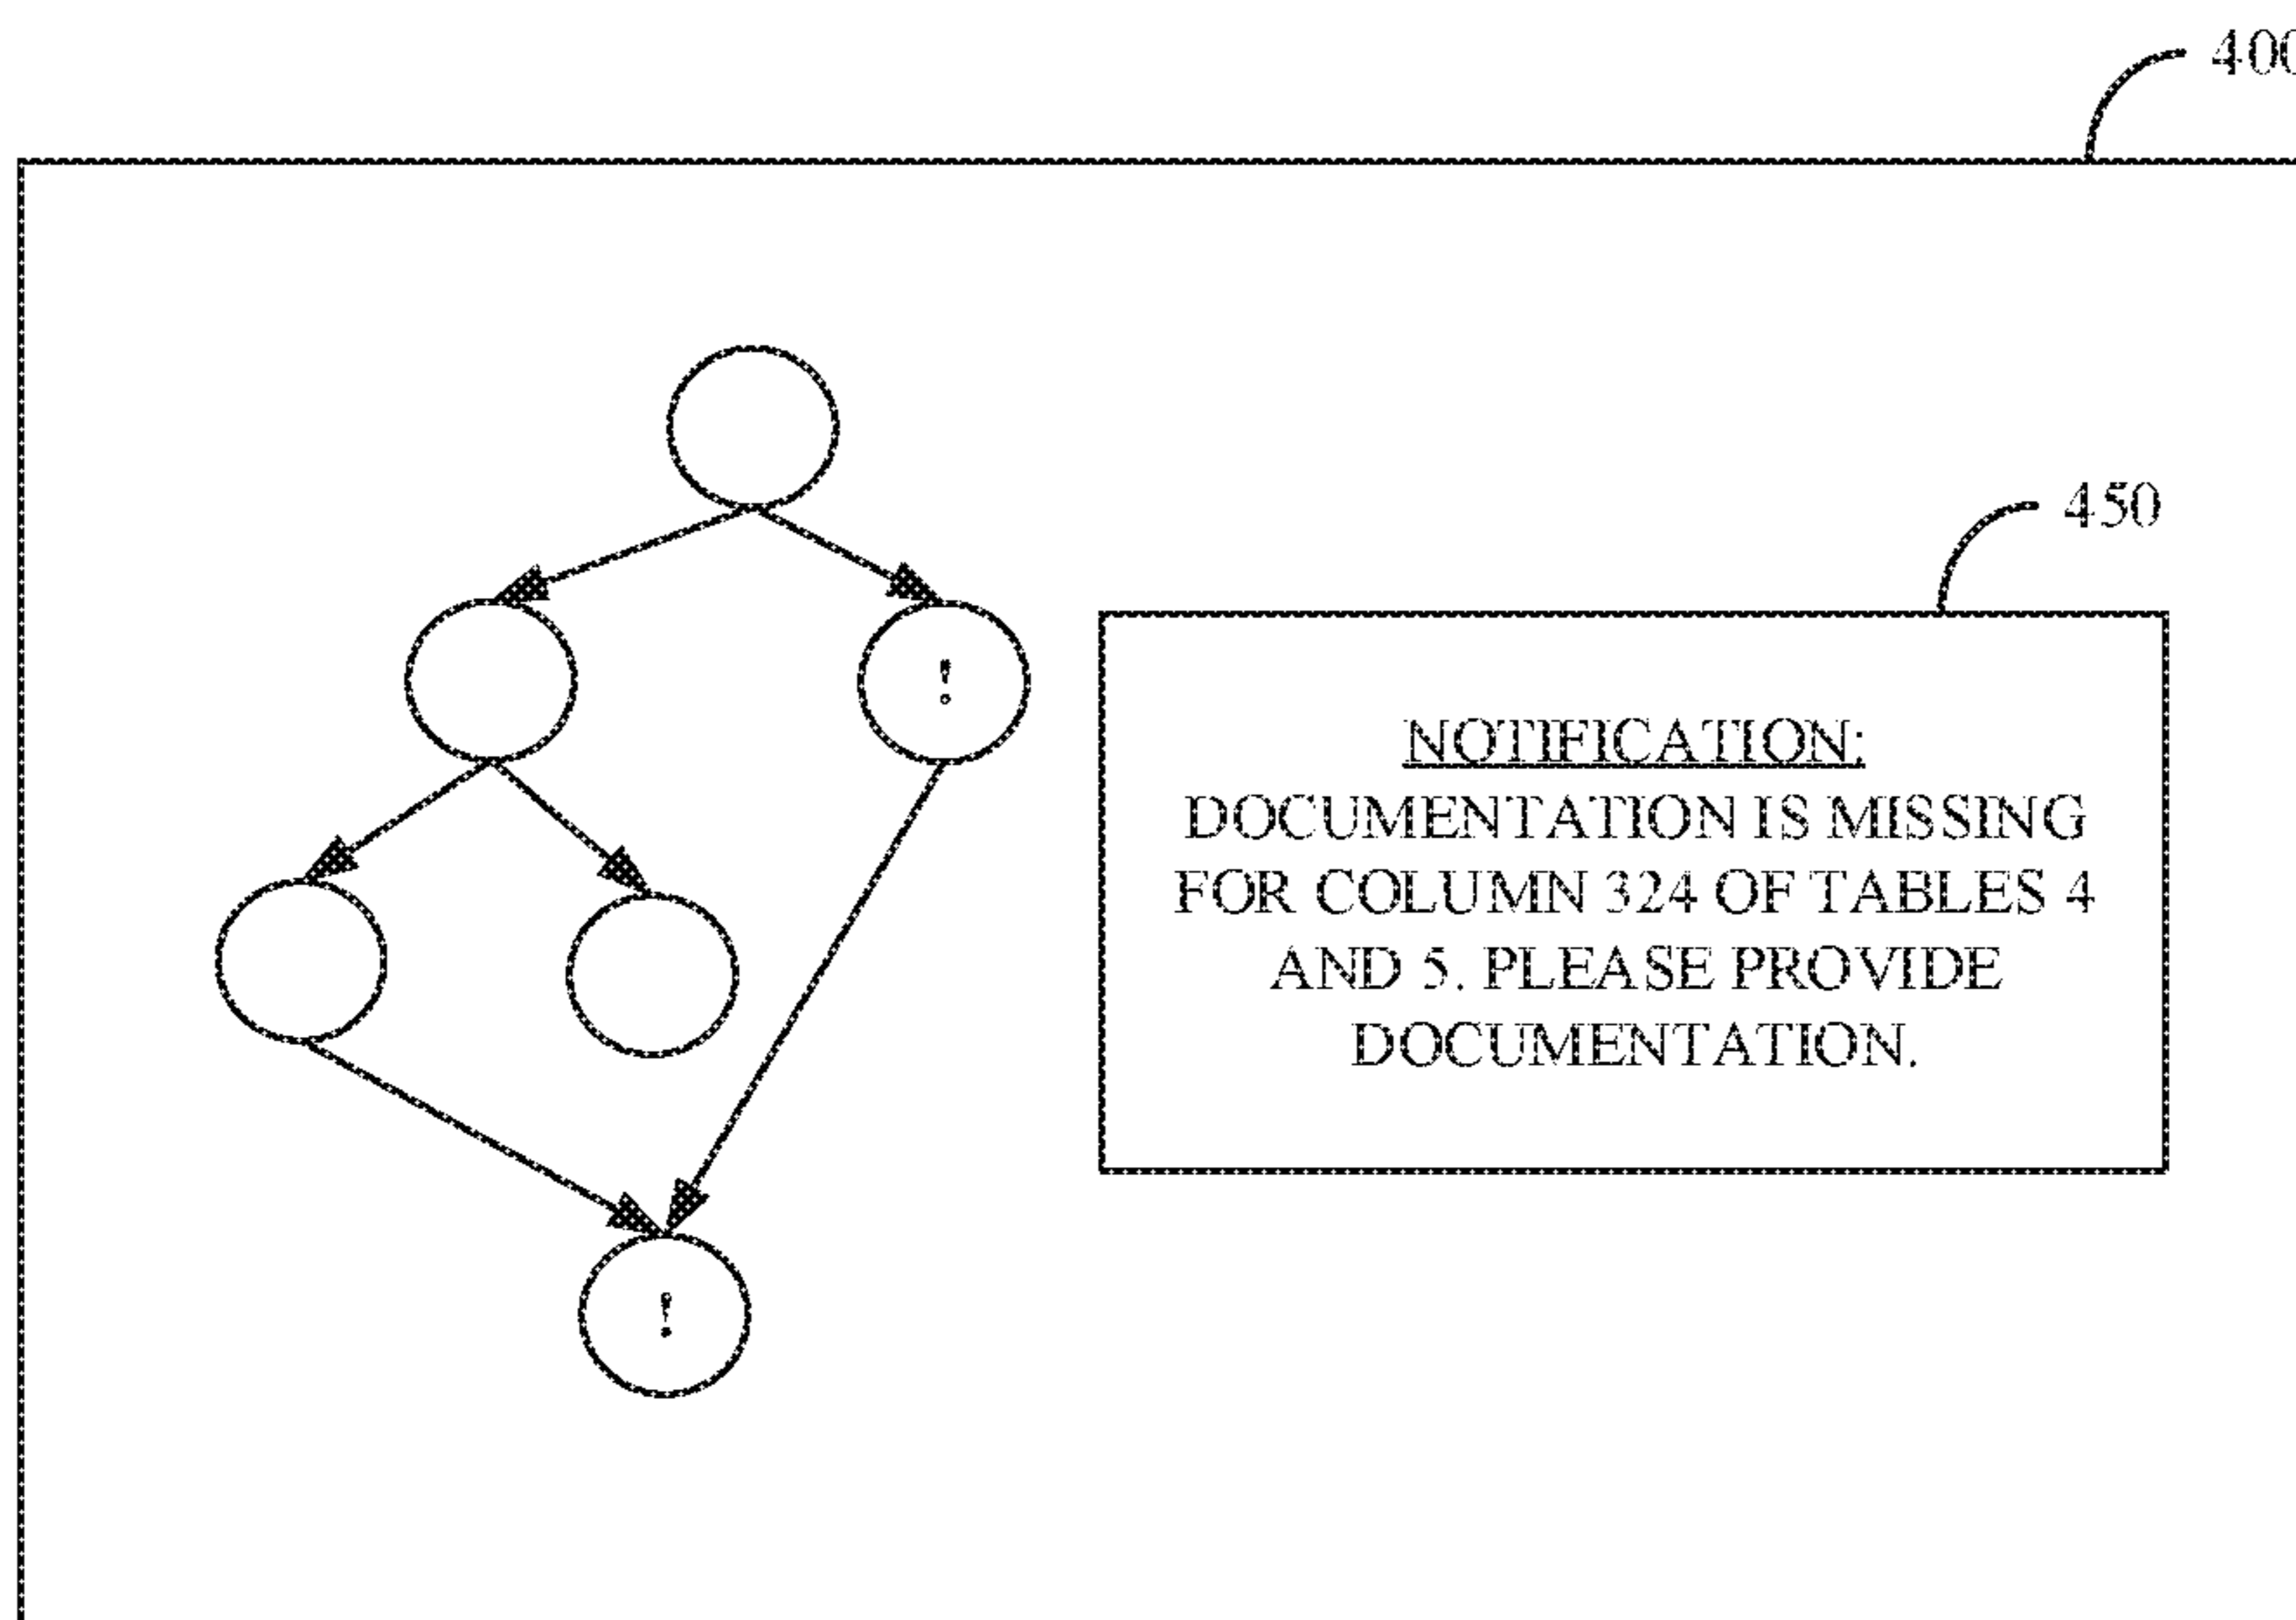 400
450
!
NOTIFICATION:
DOCUMENTATION IS MISSING
FOR COLUMN 324 OF TABLES 4
AND 5. PLEASE PROVIDE
DOCUMENTATION.
!